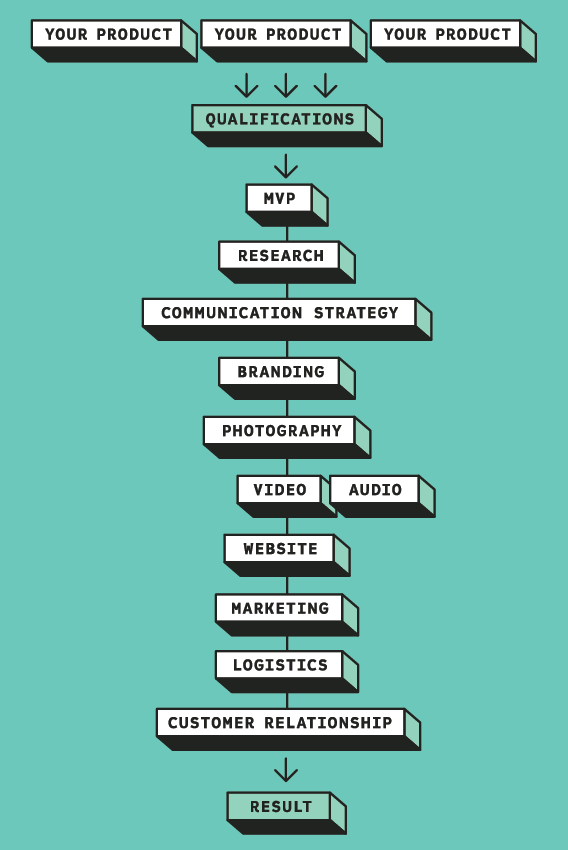 YOUR PRODUCT YOUR PRODUCT YOUR PRODUCT
QUALIFICATIONS
MVP
RESEARCH
COMMUNICATION STRATEGY
BRANDING
PHOTOGRAPHY
VIDEO AUDIO
WEBSITE
MARKETING
LOGISTICS
CUSTOMER RELATIONSHIP
RESULT